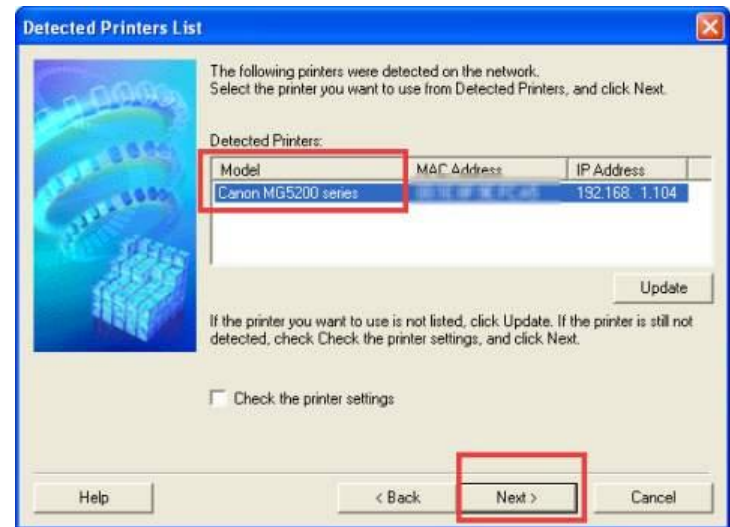 Detected Printers List
The following printers were detected on the network.
Select the printer you want to use from Detected Printers, and click Next.
Detected Printers:
Model MAC Address IP Address
Canon MG5200 series 192.168. 1.104
Update
If the printer you want to use is not listed, click Update. If the printer is still not
detected, check Check the printer settings, and click Next.
Check the printer settings
Help < Back Next > Cancel